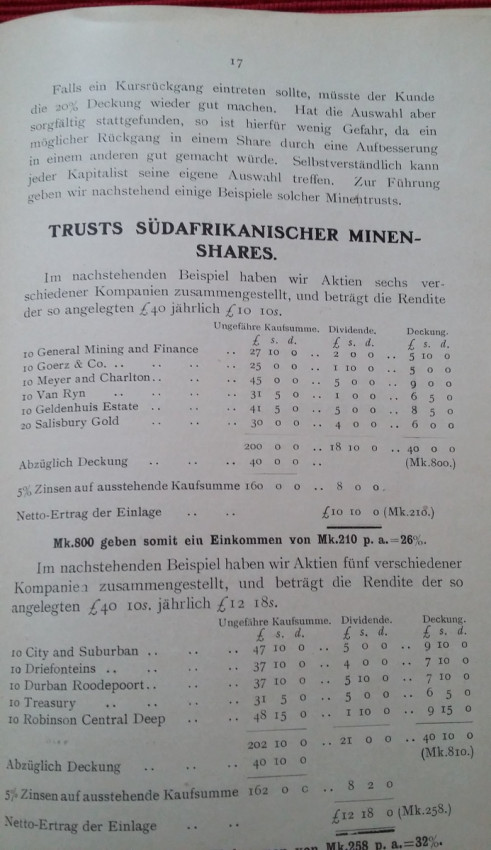 17
Falls ein Kursrückgang eintreten sollte, müsste der Kunde
die 20% Deckung wieder gut machen. Hat die Auswahl aber
sorgfältig stattgefunden, so ist hierfür wenig Gefahr, da ein
möglicher Rückgang in einem Share durch eine Aufbesserung
in einem anderen gut gemacht würde. Selbstverständlich kann
jeder Kapitalist seine eigene Auswahl treffen. Zur Führung
geben wir nachstehend einige Beispiele solcher Minentrusts.
TRUSTS SÜDAFRIKANISCHER MINEN-
SHARES.
Im nachstehenden Beispiel haben wir Aktien sechs ver-
schiedener Kompanien zusammengestellt, und beträgt die Rendite
der so angelegten £40 jährlich £10 10s.
Ungefähre Kaufsumme. Dividende. Deckung.
£ s. d. £ s. d. £ s. d.
10 General Mining and Finance .. 27 10 0 .. 2 0 0 .. 5 10 0
10 Goerz & Co. .. .. .. 25 0 0 .. 1 10 0 .. 5 0 0
10 Meyer and Charlton .. .. .. 45 0 0 .. 5 0 0 .. 9 0 0
10 Van Ryn .. .. .. 31 5 0 .. 1 0 0 .. 6 5 0
10 Geldenhuis Estate .. .. .. 41 5 0 .. 5 0 0 .. 8 5 0
20 Salisbury Gold .. .. 30 0 0 .. 4 0 0 .. 6 0 0
200 0 0 .. 18 10 0 .. 40 0 0
Abzüglich Deckung .. .. .. 40 0 0 .. (Mk.800.)
5% Zinsen auf ausstehende Kaufsumme 160 0 0 .. 8 0 0.
Netto-Ertrag der Einlage .. .. £10 10 0 (Mk.210.)
Mk.800 geben somit ein Einkommen von Mk.210 p. a.=26%.
Im nachstehenden Beispiel haben wir Aktien fünf verschiedener
Kompanien zusammengestellt, und beträgt die Rendite der so
angelegten £40 10s. jährlich £12 18s.
Ungefähre Kaufsumme. Dividende. Deckung.
£ s. d. £ s. d. £ s. d.
10 City and Suburban .. .. .. 47 10 0 .. 5 0 0 .. 9 10 0
10 Driefonteins .. .. .. 37 10 0 .. 4 0 0 .. 7 10 0
10 Durban Roodepoort .. .. .. 37 10 0 .. 5 10 0 .. 7 10 0
10 Treasury .. .. .. 31 5 0 .. 5 0 0 .. 6 5 0
10 Robinson Central Deep .. .. 48 15 0 .. 1 10 0 .. 9 15 0
202 10 0 .. 21 0 0 .. 40 10 0
Abzüglich Deckung .. .. .. 40 10 0 (Mk.810.)
5% Zinsen auf ausstehende Kaufsumme 162 0 0 .. 8 2 0
Netto-Ertrag der Einlage .. .. £12 18 0 (Mk.258.)
von Mk.258 p. a.=32%.